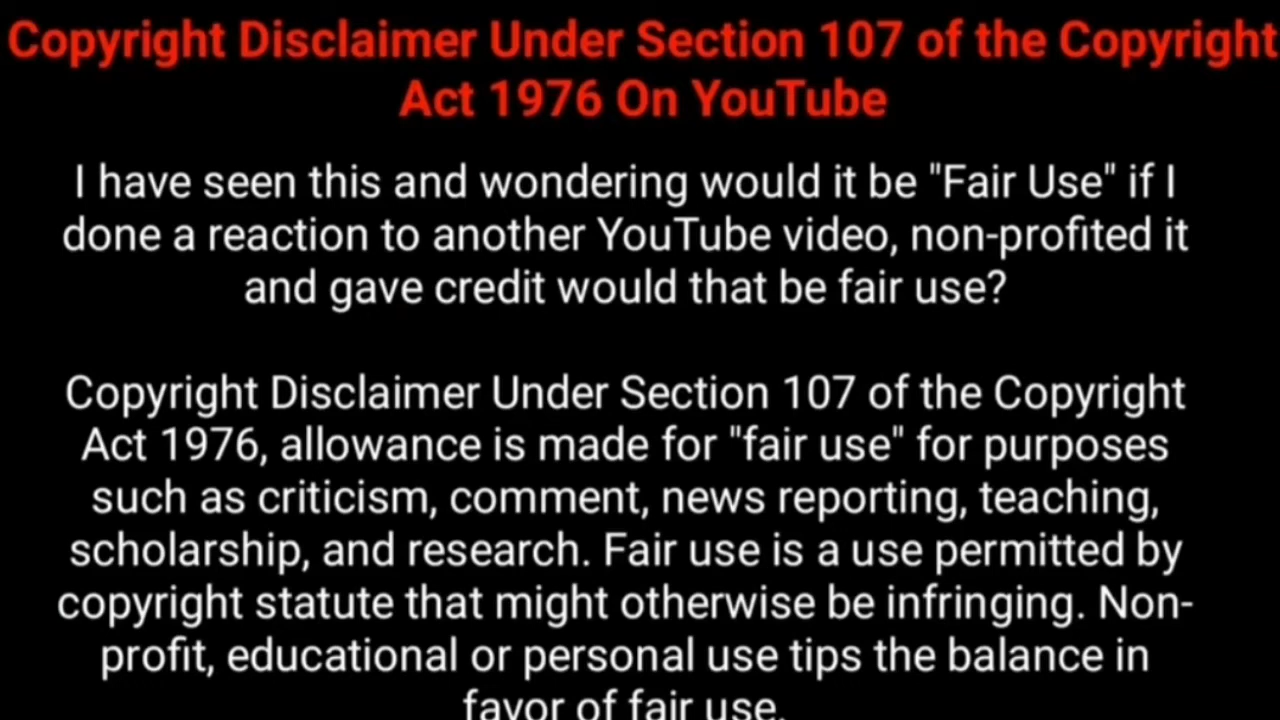 Copyright Disclaimer Under Section 107 of the Copyright
Act 1976 On YouTube
I have seen this and wondering would it be "Fair Use" if I
done a reaction to another YouTube video, non-profited it
and gave credit would that be fair use?
Copyright Disclaimer Under Section 107 of the Copyright
Act 1976, allowance is made for "fair use" for purposes
such as criticism, comment, news reporting, teaching,
scholarship, and research. Fair use is a use permitted by
copyright statute that might otherwise be infringing. Non-
profit, educational or personal use tips the balance in
favor of fair use.